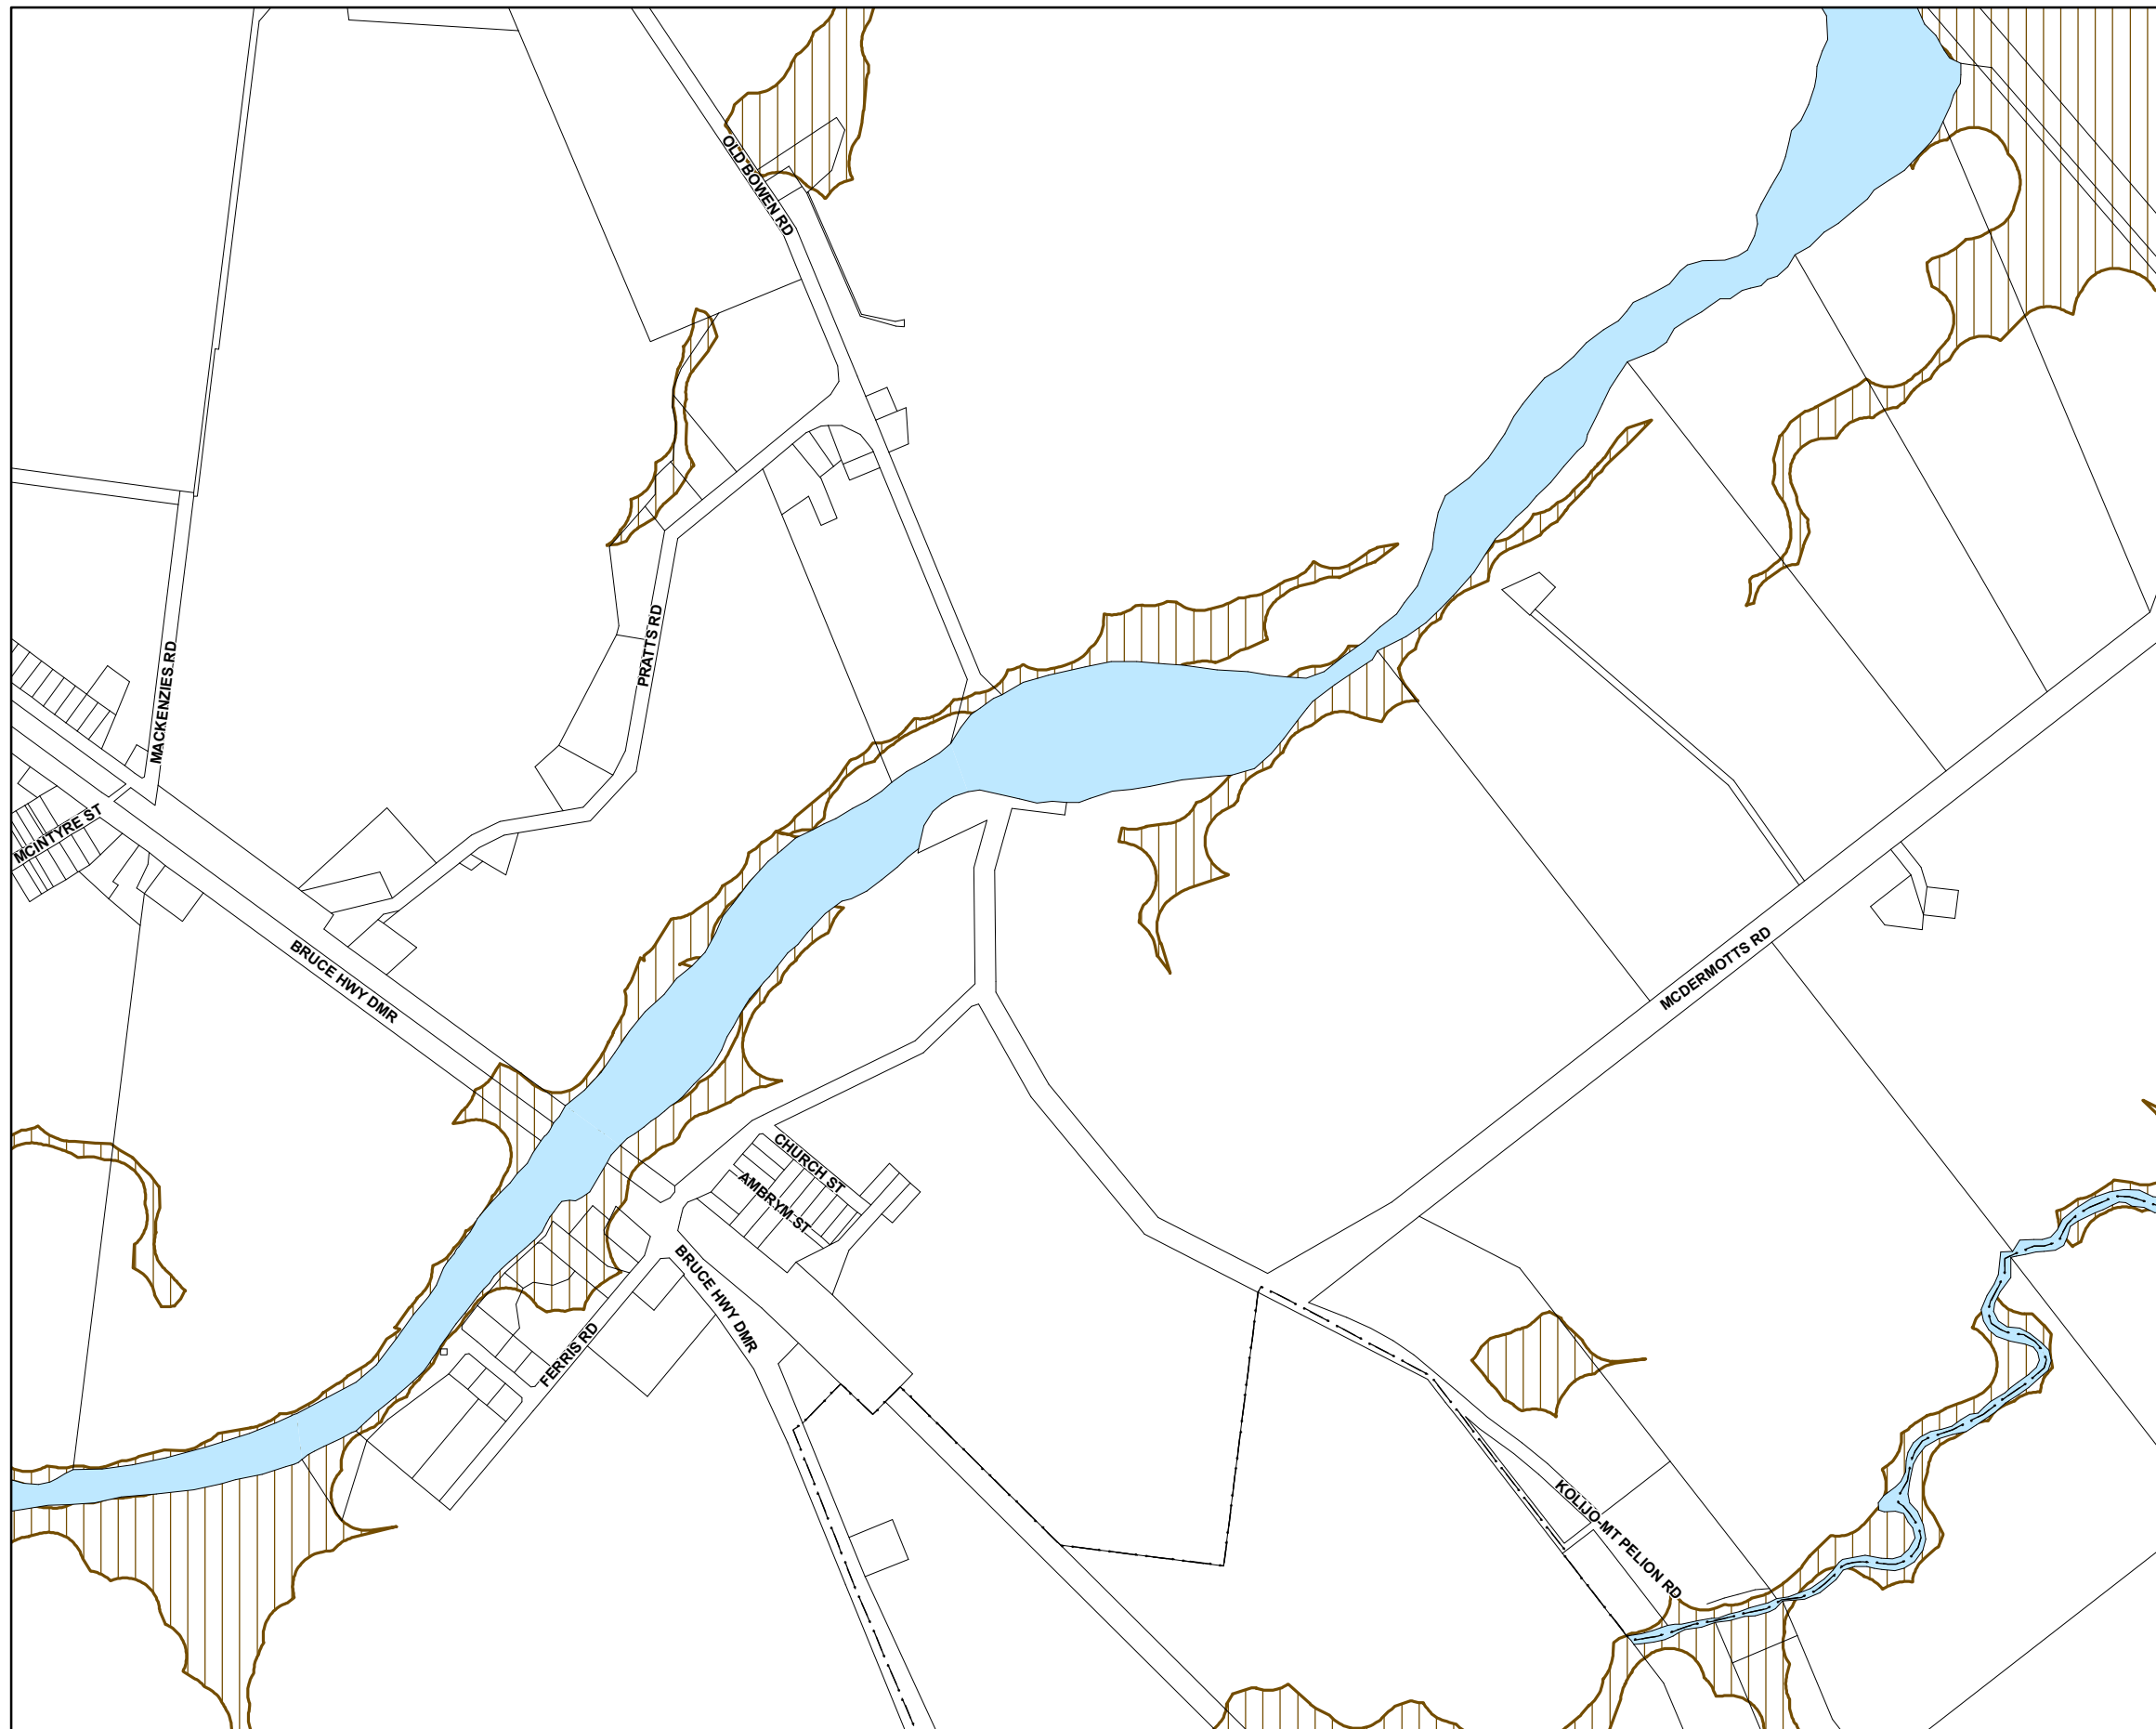 OLD BOWEN RD
PRATTS RD
MACKENZIES RD
MCINTYRE ST
BRUCE HWY DMR
MCDERMOTTS RD
CHURCH ST
AMBRYM ST
BRUCE HWY DMR
FERRIS RD
KOLIJO-MT PELION RD